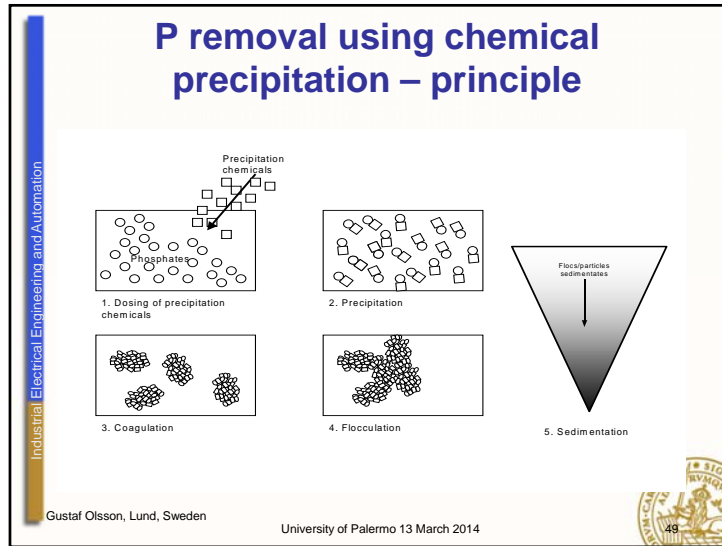 P removal using chemical
precipitation – principle
Industrial Electrical Engineering and Automation
Precipitation
chemicals
Phosphates
1. Dosing of precipitation
chemicals
2. Precipitation
Flocs/particles
sedimentates
3. Coagulation
4. Flocculation
5. Sedimentation
Gustaf Olsson, Lund, Sweden
University of Palermo 13 March 2014
49